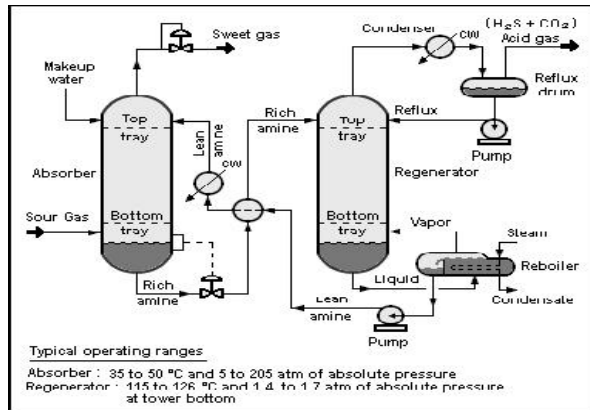 Sweet gas
Makeup
water
Top
tray
Absorber
Sour Gas
Bottom
tray
Rich
amine
Lean
amine
CW
Rich
amine
Condenser
CW
(H₂S + CO₂)
Acid gas
Reflux
drum
Reflux
Pump
Top
tray
Regenerator
Bottom
tray
Vapor
Steam
Reboiler
Liquid
Condensate
Lean
amine
Pump
Typical operating ranges
Absorber : 35 to 50 °C and 5 to 205 atm of absolute pressure
Regenerator : 115 to 126 °C and 1.4 to 1.7 atm of absolute pressure
at tower bottom